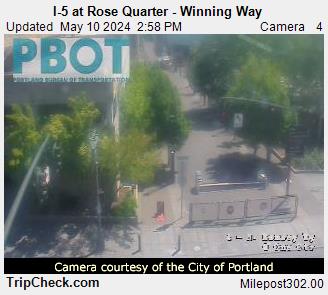 I-5 at Rose Quarter - Winning Way
Updated May 10 2024 2:58 PM Camera 4
PBOT
PORTLAND BUREAU OF TRANSPORTATION
Camera courtesy of the City of Portland
TripCheck.com Milepost302.00